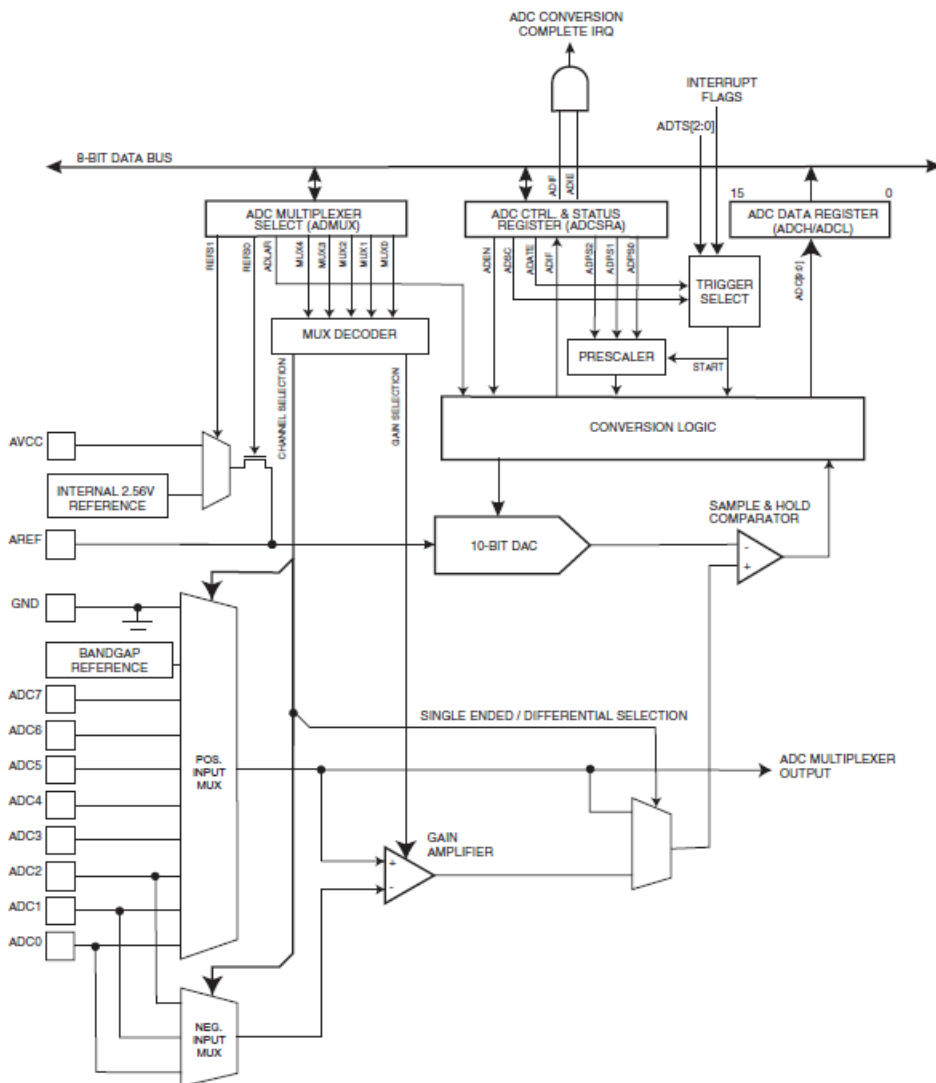 ADC CONVERSION
COMPLETE IRQ
INTERRUPT
FLAGS
ADTS[2:0]
8-BIT DATA BUS
ADIF
ADIE
15
0
ADC MULTIPLEXER
SELECT (ADMUX)
ADC CTRL. & STATUS
REGISTER (ADCSRA)
ADC DATA REGISTER
(ADCH/ADCL)
REFS1
REFS0
ADLAR
MUX4
MUX3
MUX2
MUX1
MUX0
ADEN
ADSC
ADATE
ADIF
ADPS2
ADPS1
ADPS0
ADC[9:0]
TRIGGER
SELECT
MUX DECODER
PRESCALER
START
CHANNEL SELECTION
GAIN SELECTION
CONVERSION LOGIC
AVCC
INTERNAL 2.56V
REFERENCE
SAMPLE & HOLD
COMPARATOR
AREF
10-BIT DAC
-
+
GND
BANDGAP
REFERENCE
ADC7
SINGLE ENDED / DIFFERENTIAL SELECTION
ADC6
ADC5
POS.
INPUT
MUX
ADC MULTIPLEXER
OUTPUT
ADC4
ADC3
GAIN
AMPLIFIER
+
-
ADC2
ADC1
ADC0
NEG.
INPUT
MUX